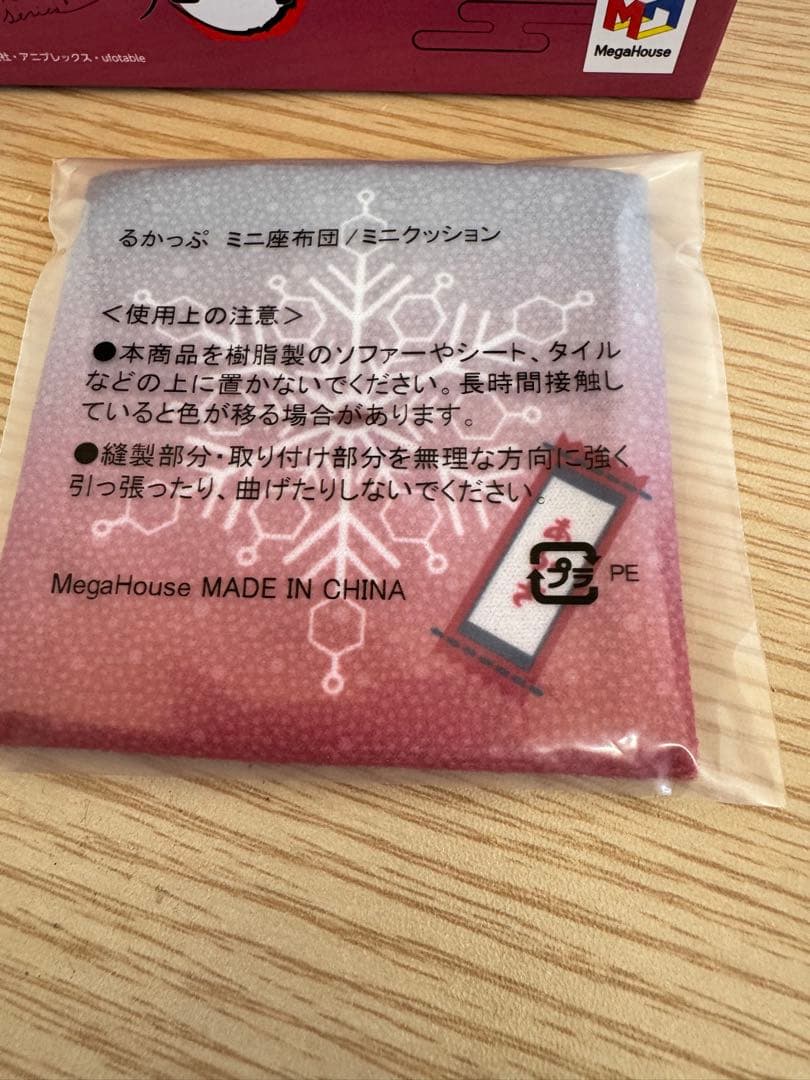 Series
社・アニプレックス・ufotable
MegaHouse
るかっぷ ミニ座布団/ミニクッション
＜使用上の注意＞
●本商品を樹脂製のソファーやシート、タイル
などの上に置かないでください。長時間接触し
ていると色が移る場合があります。
●縫製部分・取り付け部分を無理な方向に強く
引っ張ったり、曲げたりしないでください。
MegaHouse MADE IN CHINA
プラ PE